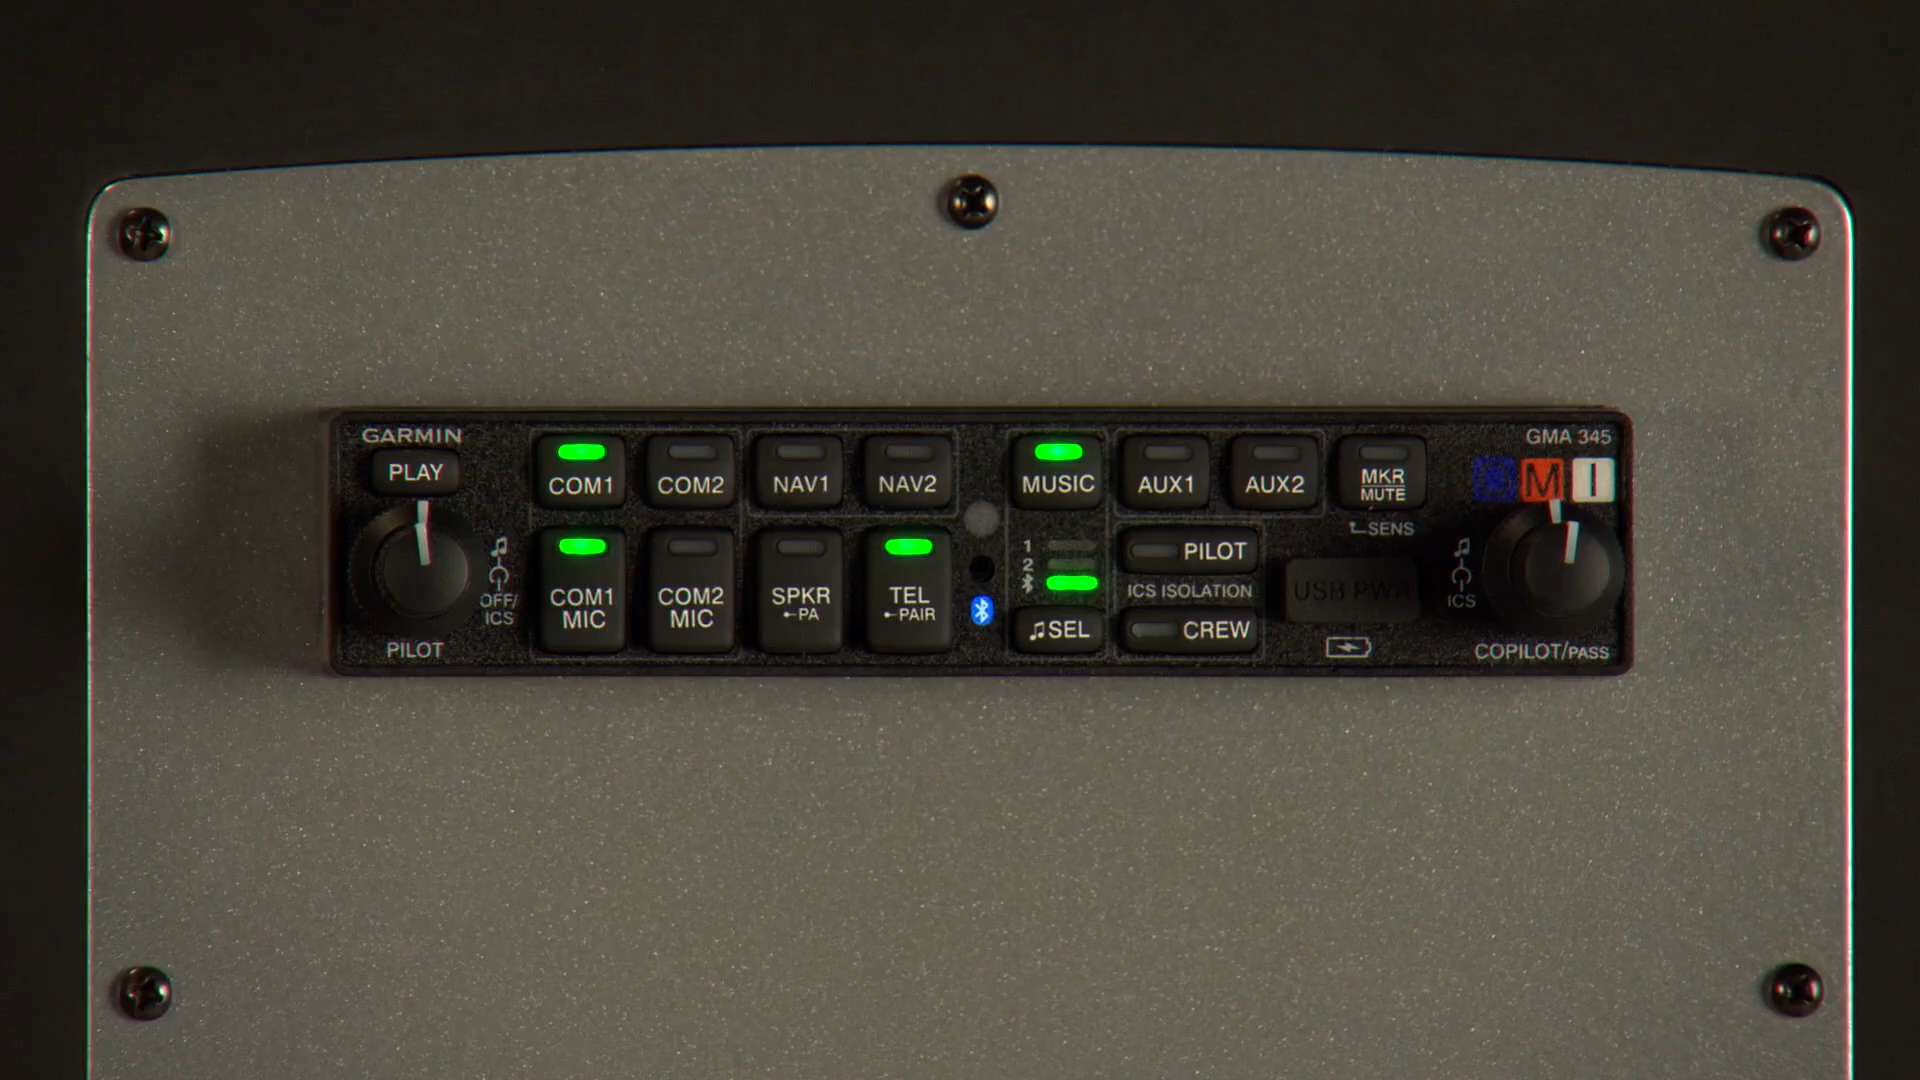 GARMIN
GMA 345
PLAY
COM1
COM2
NAV1
NAV2
MUSIC
AUX1
AUX2
MKR
MUTE
M
I
SENS
1
2
PILOT
ICS ISOLATION
USB PWR
OFF/
ICS
COM1
MIC
COM2
MIC
SPKR
PA
TEL
PAIR
SEL
CREW
ICS
PILOT
COPILOT/PASS